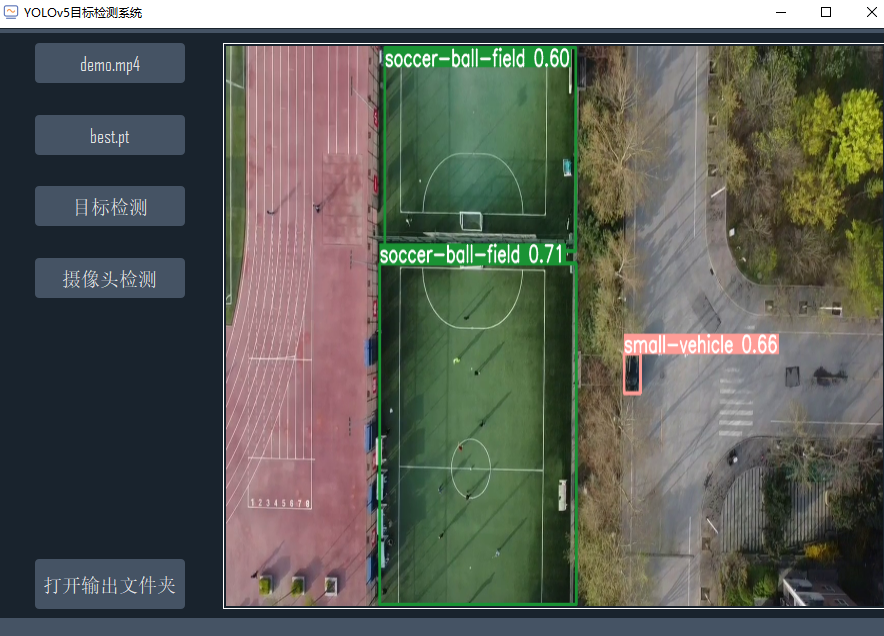 YOLOv5目标检测系统
demo.mp4
best.pt
目标检测
摄像头检测
打开输出文件夹
soccer-ball-field 0.60
soccer-ball-field 0.71
small-vehicle 0.66
1 2 3 4 5 6 7 8